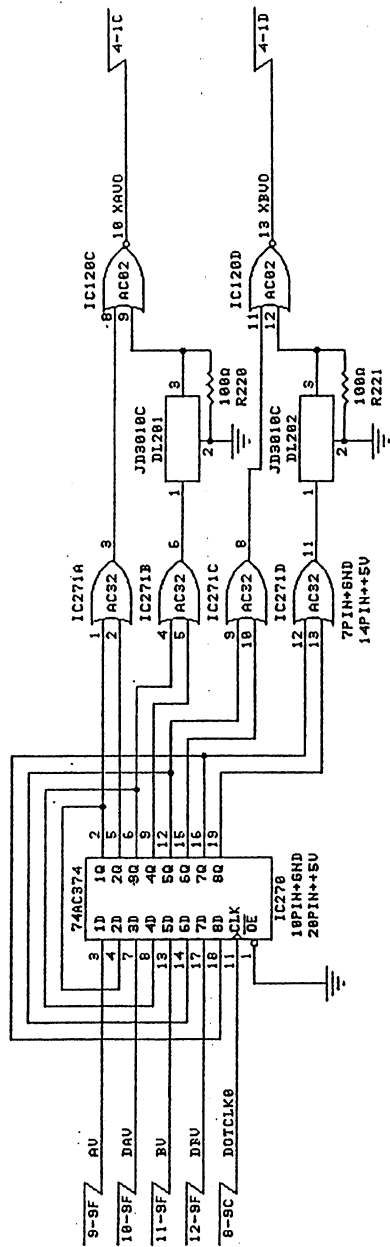 9-9F AV
10-9F DAV
11-9F BV
12-9F DBV
8-9C DOTCLK0
74AC374
3 1D 1Q 2
4 2D 2Q 5
7 3D 3Q 6
8 4D 4Q 9
13 5D 5Q 12
14 6D 6Q 15
17 7D 7Q 16
18 8D 8Q 19
11 CLK
1 OE
IC270
10PIN+GND
20PIN++5V
IC271A
1
2
AC32
3
IC271B
4
5
AC32
6
IC271C
9
10
AC32
8
IC271D
12
13
AC32
11
7PIN+GND
14PIN++5V
JD3010C
DL201
1
2
3
100Ω
R220
JD3010C
DL202
1
2
3
100Ω
R221
IC120C
8
9
AC02
10 XAVO
4-1C
IC120D
11
12
AC02
13 XBVO
4-1D